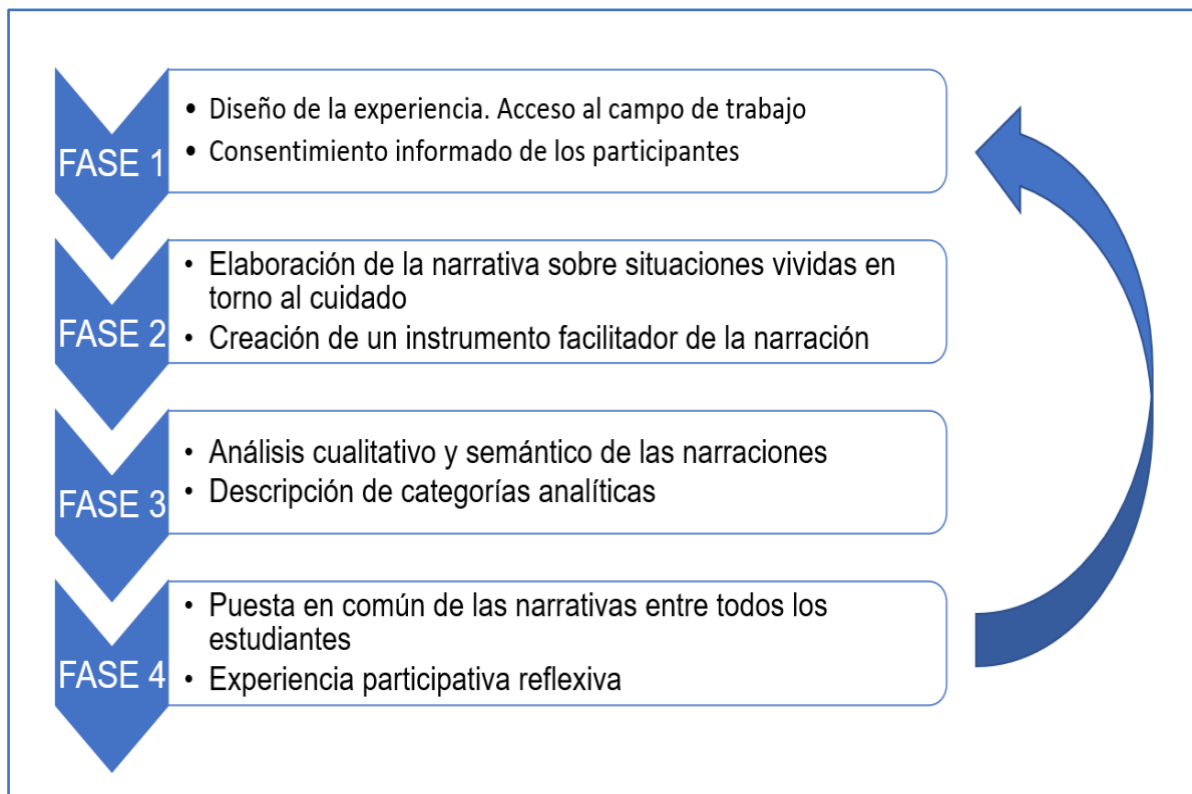 FASE 1
• Diseño de la experiencia. Acceso al campo de trabajo
• Consentimiento informado de los participantes
FASE 2
• Elaboración de la narrativa sobre situaciones vividas en
torno al cuidado
• Creación de un instrumento facilitador de la narración
FASE 3
• Análisis cualitativo y semántico de las narraciones
• Descripción de categorías analíticas
FASE 4
• Puesta en común de las narrativas entre todos los
estudiantes
• Experiencia participativa reflexiva